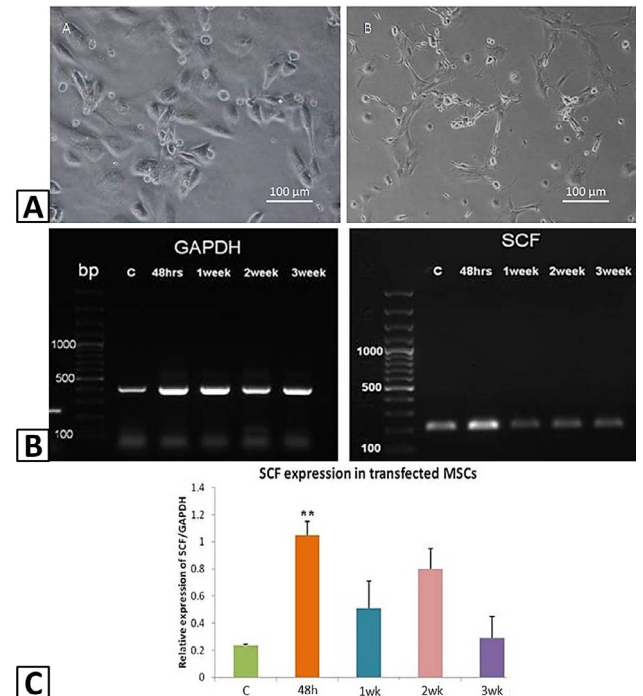 A B
100 µm 100 µm
A
GAPDH
bp C 48hrs 1week 2week 3week
1000
500
100
SCF
C 48hrs 1week 2week 3week
1000
500
100
B
SCF expression in transfected MSCs
Relative expression of SCF/GAPDH
1.4
1.2
1
0.8
0.6
0.4
0.2
0
**
C 48h 1wk 2wk 3wk
C